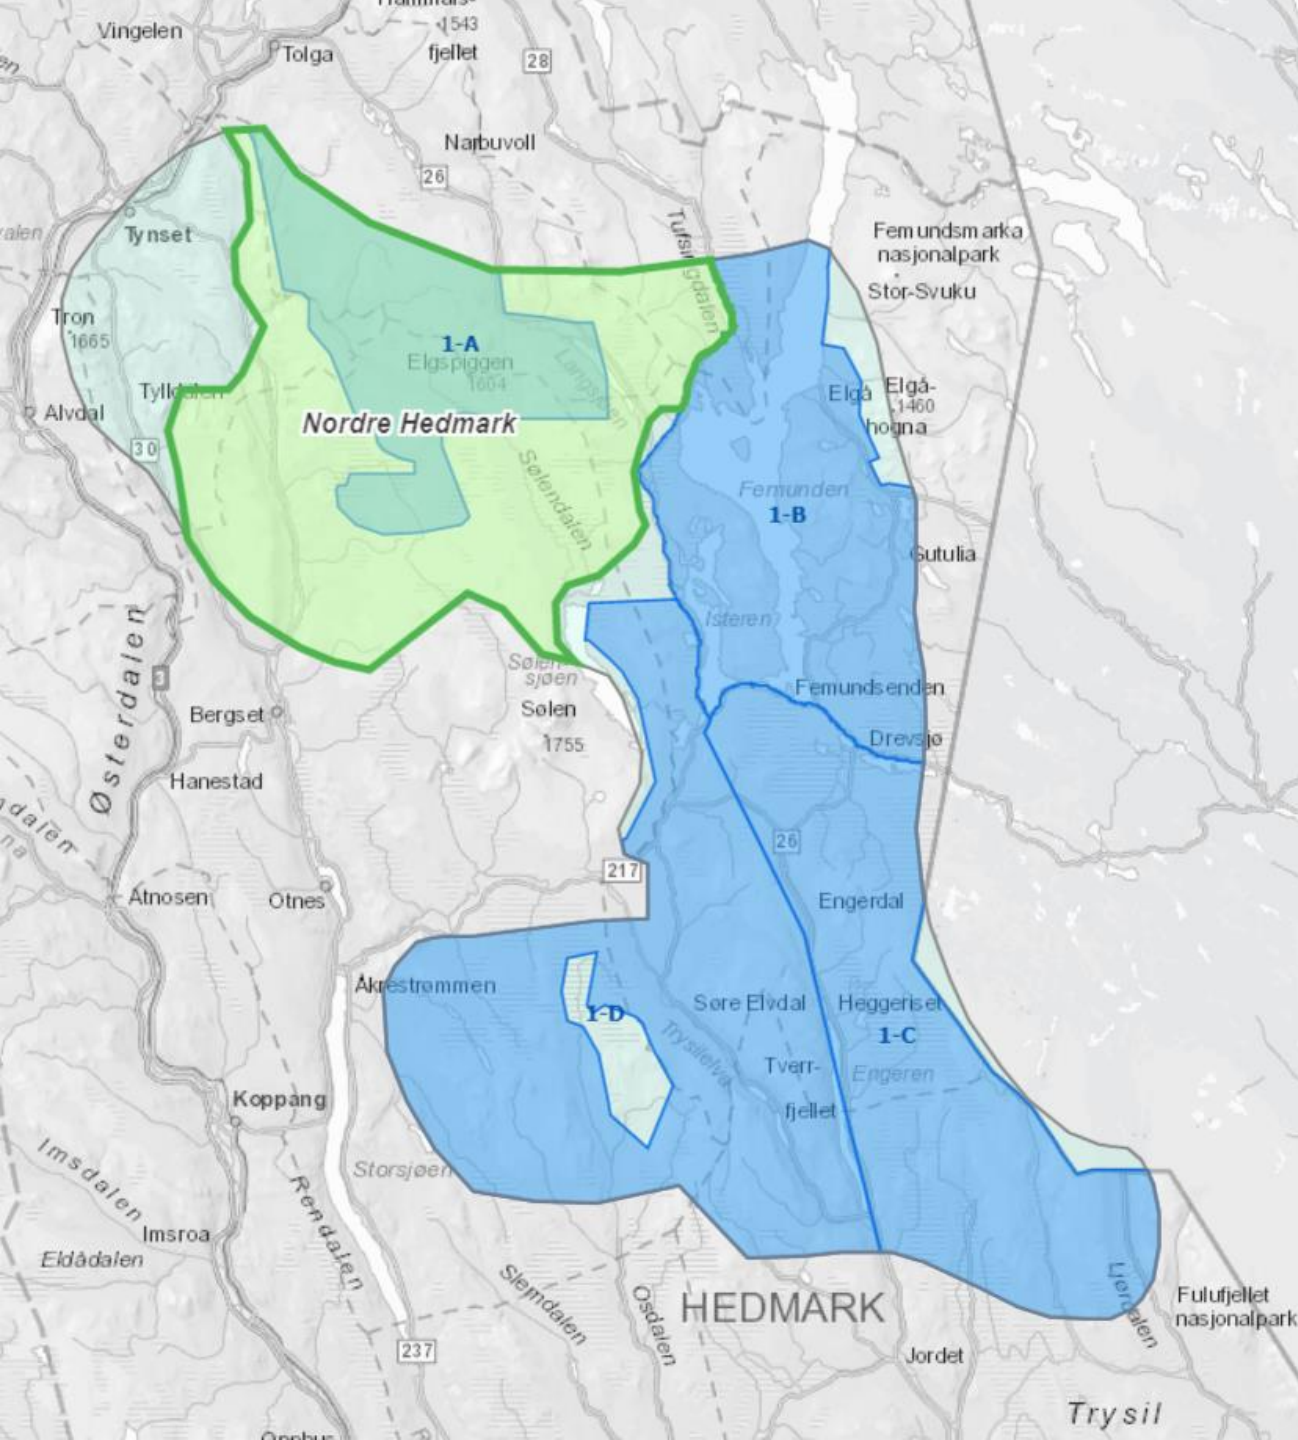 1543
Vingelen
Tolga
fjellet
28
Narbuvoll
26
Tufsingdalen
Femundsmarka
nasjonalpark
Tynset
Stor-Svuku
Tron
1665
1-A
Elgspiggen
1604
Langsjøen
Tylldalen
Elgå
Elgå-
1460
hogna
Alvdal
Nordre Hedmark
30
Sølendalen
Femunden
1-B
Gutulia
Isteren
Østerdalen
3
Sølen-
sjøen
Femundsenden
Sølen
1755
Bergset
Drevsjø
Hanestad
26
217
Atnosen
Otnes
Engerdal
Åkrestrømmen
1-D
Søre Elvdal
Heggeriset
1-C
Trysilelva
Tverr-
fjellet
Engeren
Koppang
Storsjøen
Imsdalen
Rendalen
Imsroa
Eldådalen
Slemdalen
Osdalen
HEDMARK
Ljørdalen
Fulufjellet
nasjonalpark
237
Jordet
Trysil